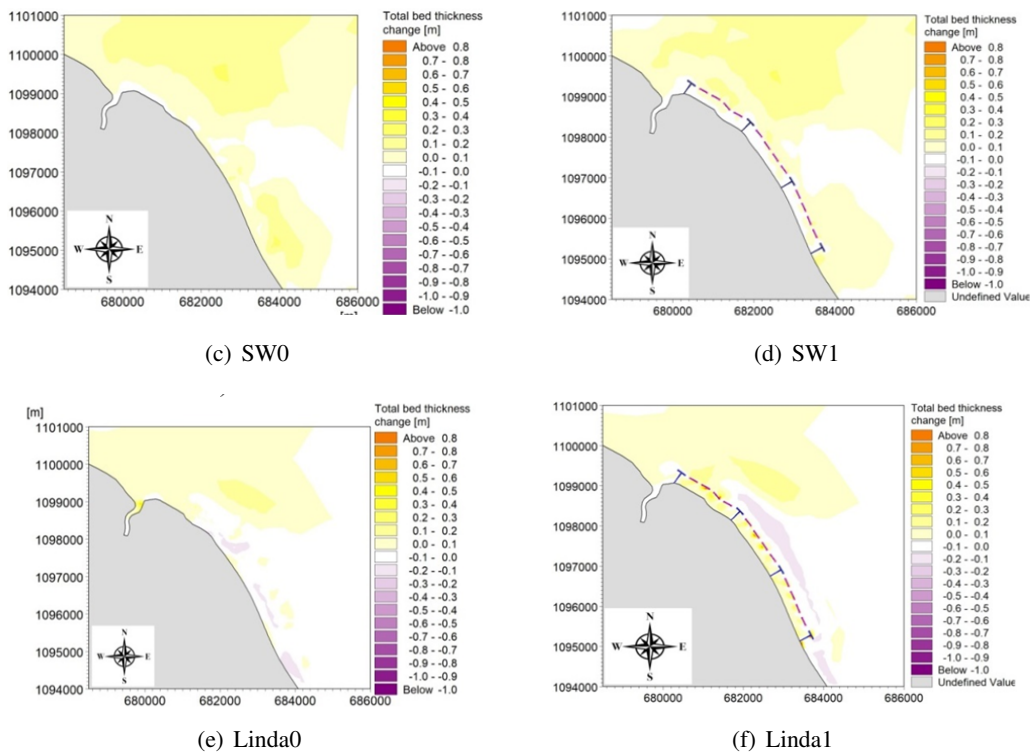 Total bed thickness
change [m]
Above 0.8
0.7 - 0.8
0.6 - 0.7
0.5 - 0.6
0.4 - 0.5
0.3 - 0.4
0.2 - 0.3
0.1 - 0.2
0.0 - 0.1
-0.1 - 0.0
-0.2 - -0.1
-0.3 - -0.2
-0.4 - -0.3
-0.5 - -0.4
-0.6 - -0.5
-0.7 - -0.6
-0.8 - -0.7
-0.9 - -0.8
-1.0 - -0.9
Below -1.0
1101000
1100000
1099000
1098000
1097000
1096000
1095000
1094000
N
W E
S
680000 682000 684000 686000
[m]
(c) SW0
Total bed thickness
change [m]
Above 0.8
0.7 - 0.8
0.6 - 0.7
0.5 - 0.6
0.4 - 0.5
0.3 - 0.4
0.2 - 0.3
0.1 - 0.2
0.0 - 0.1
-0.1 - 0.0
-0.2 - -0.1
-0.3 - -0.2
-0.4 - -0.3
-0.5 - -0.4
-0.6 - -0.5
-0.7 - -0.6
-0.8 - -0.7
-0.9 - -0.8
-1.0 - -0.9
Below -1.0
Undefined Value
1101000
1100000
1099000
1098000
1097000
1096000
1095000
1094000
N
W E
S
680000 682000 684000 686000
(d) SW1
[m]
Total bed thickness
change [m]
Above 0.8
0.7 - 0.8
0.6 - 0.7
0.5 - 0.6
0.4 - 0.5
0.3 - 0.4
0.2 - 0.3
0.1 - 0.2
0.0 - 0.1
-0.1 - 0.0
-0.2 - -0.1
-0.3 - -0.2
-0.4 - -0.3
-0.5 - -0.4
-0.6 - -0.5
-0.7 - -0.6
-0.8 - -0.7
-0.9 - -0.8
-1.0 - -0.9
Below -1.0
1101000
1100000
1099000
1098000
1097000
1096000
1095000
1094000
N
W E
S
680000 682000 684000 686000
(e) Linda0
Total bed thickness
change [m]
Above 0.8
0.7 - 0.8
0.6 - 0.7
0.5 - 0.6
0.4 - 0.5
0.3 - 0.4
0.2 - 0.3
0.1 - 0.2
0.0 - 0.1
-0.1 - 0.0
-0.2 - -0.1
-0.3 - -0.2
-0.4 - -0.3
-0.5 - -0.4
-0.6 - -0.5
-0.7 - -0.6
-0.8 - -0.7
-0.9 - -0.8
-1.0 - -0.9
Below -1.0
Undefined Value
1101000
1100000
1099000
1098000
1097000
1096000
1095000
1094000
N
W E
S
680000 682000 684000 686000
(f) Linda1